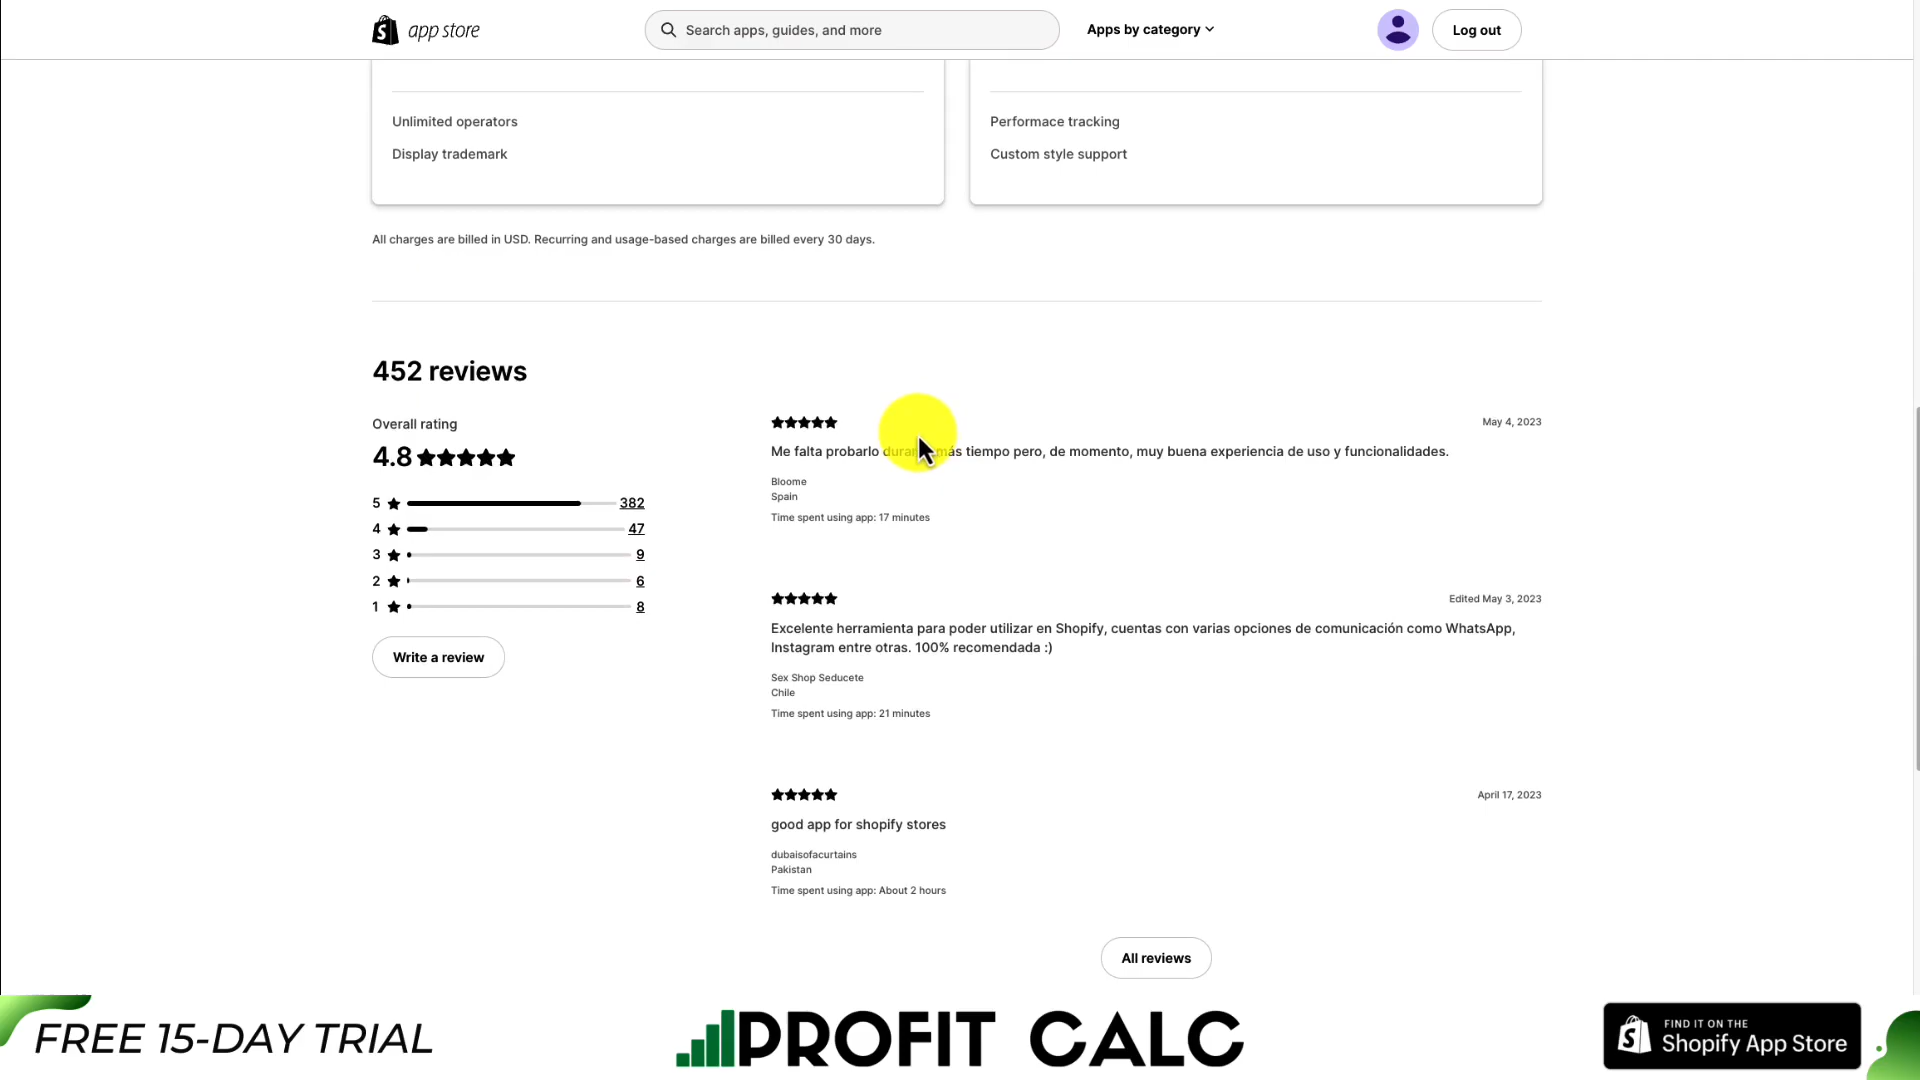 app store
Search apps, guides, and more
Apps by category
Log out
Unlimited operators
Display trademark
Performace tracking
Custom style support
All charges are billed in USD. Recurring and usage-based charges are billed every 30 days.
452 reviews
Overall rating
4.8
5 382
4 47
3 9
2 6
1 8
Write a review
May 4, 2023
Me falta probarlo más tiempo pero, de momento, muy buena experiencia de uso y funcionalidades.
Bloome
Spain
Time spent using app: 17 minutes
Edited May 3, 2023
Excelente herramienta para poder utilizar en Shopify, cuentas con varias opciones de comunicación como WhatsApp,
Instagram entre otras. 100% recomendada :)
Sex Shop Seducete
Chile
Time spent using app: 21 minutes
April 17, 2023
good app for shopify stores
dubaisofacurtains
Pakistan
Time spent using app: About 2 hours
All reviews
FREE 15-DAY TRIAL
PROFIT CALC
FIND IT ON THE
Shopify App Store